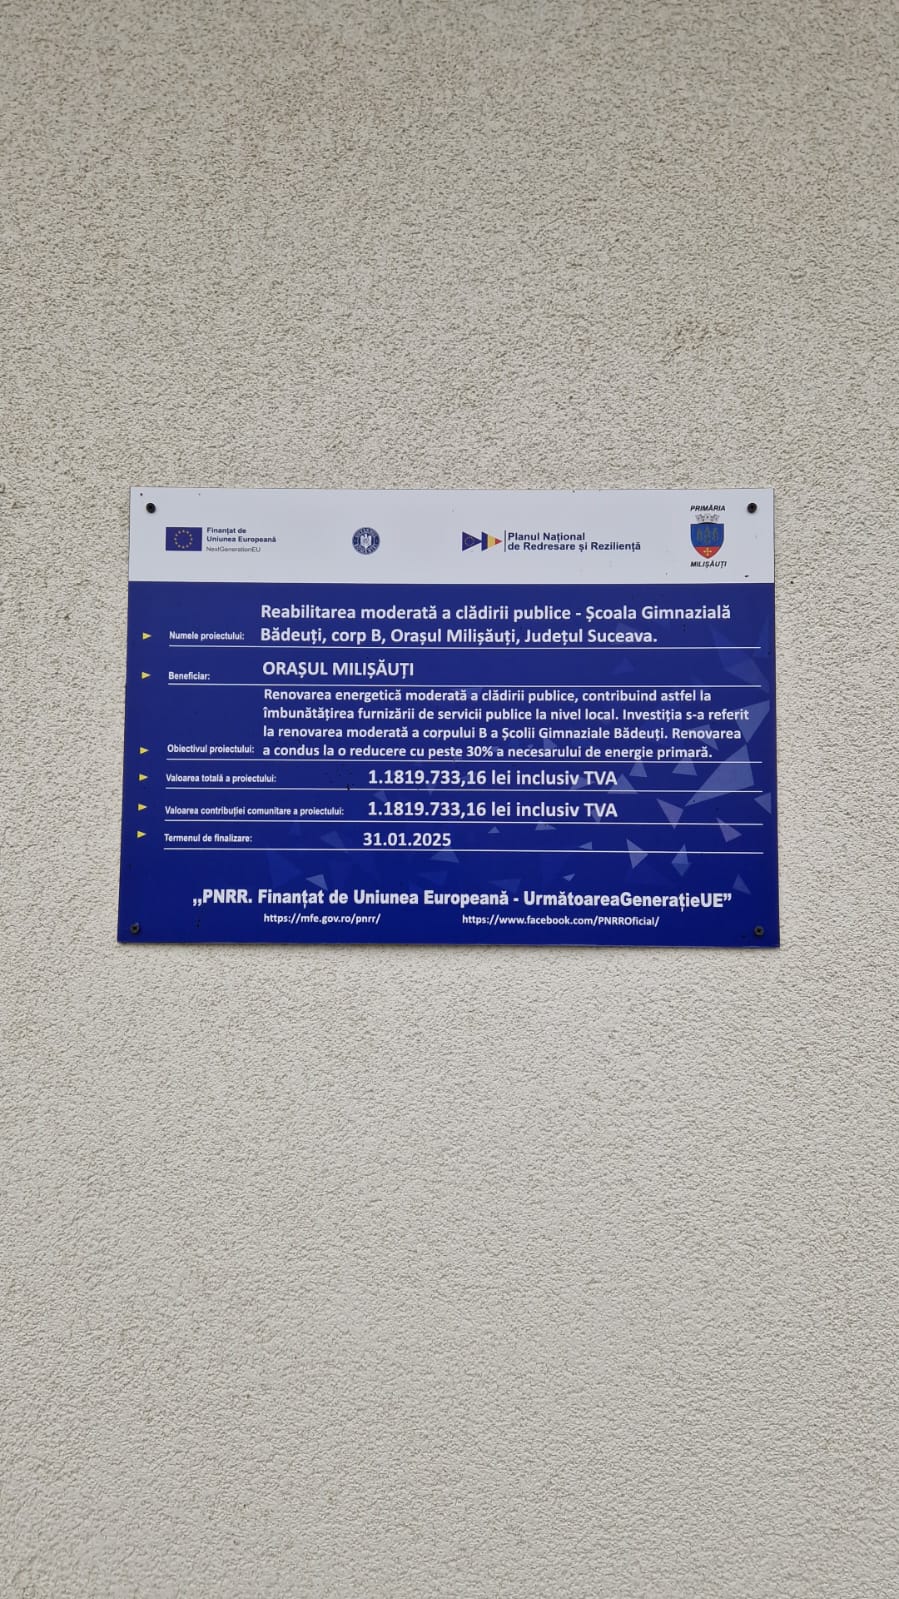 Finanțat de
Uniunea Europeană
NextGenerationEU
Planul Național
de Redresare și Reziliență
PRIMĂRIA
MILIȘĂUȚI
Numele proiectului:
Reabilitarea moderată a clădirii publice - Școala Gimnazială
Bădeuți, corp B, Orașul Milișăuți, Județul Suceava.
Beneficiar:
ORAȘUL MILIȘĂUȚI
Obiectivul proiectului:
Renovarea energetică moderată a clădirii publice, contribuind astfel la
îmbunătățirea furnizării de servicii publice la nivel local. Investiția s-a referit
la renovarea moderată a corpului B a Școlii Gimnaziale Bădeuți. Renovarea
a condus la o reducere cu peste 30% a necesarului de energie primară.
Valoarea totală a proiectului: 1.1819.733,16 lei inclusiv TVA
Valoarea contribuției comunitare a proiectului: 1.1819.733,16 lei inclusiv TVA
Termenul de finalizare: 31.01.2025
„PNRR. Finanțat de Uniunea Europeană - UrmătoareaGenerațieUE”
https://mfe.gov.ro/pnrr/ https://www.facebook.com/PNRROficial/